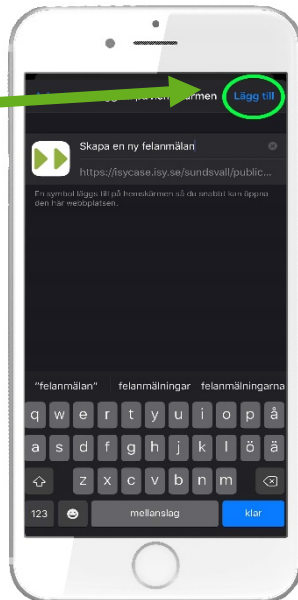 Lägg till
Skapa en ny felanmälan
https://isycase.isy.se/sundsvall/public...
En symbol läggs till på hemskärmen så du snabbt kan öppna
den här webbplatsen.
"felanmälan" felanmälningar felanmälningarna
q w e r t y u i o p å
a s d f g h j k l ö ä
z x c v b n m
123 mellanslag klar